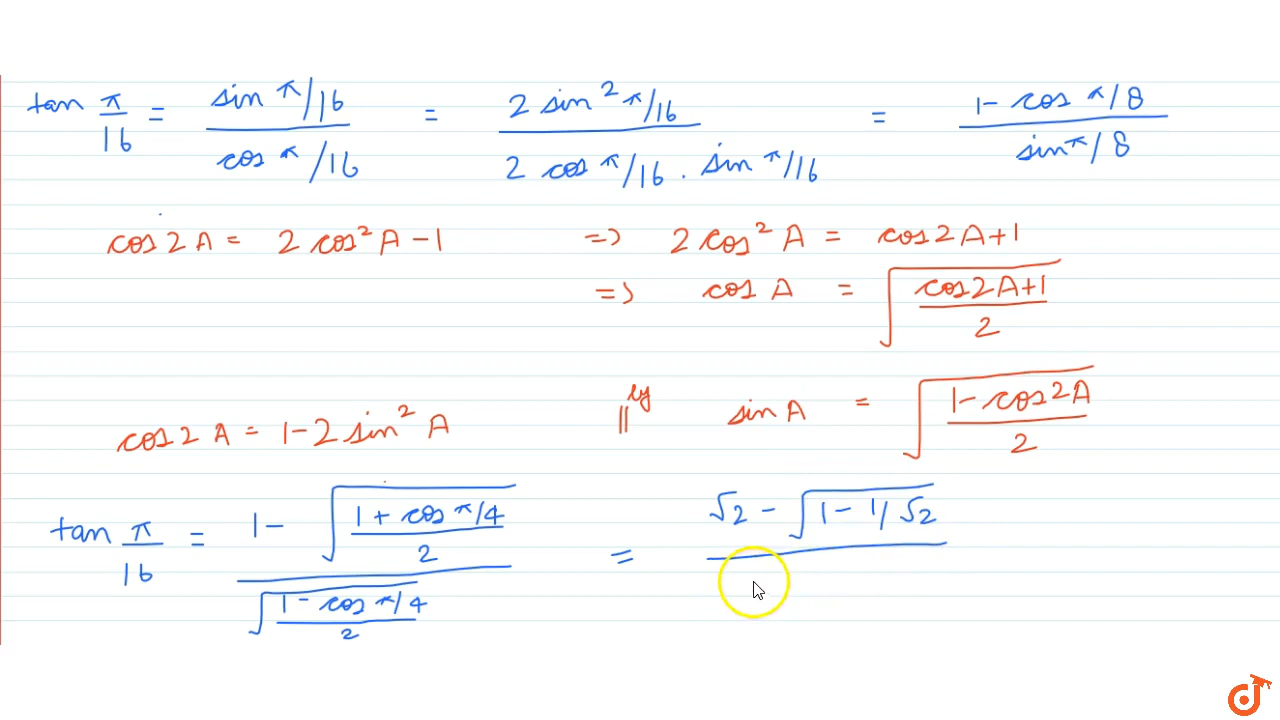 tan π/16 = sin π/16 / cos π/16 = 2 sin² π/16 / 2 cos π/16 . sin π/16 = 1 - cos π/8 / sin π/8
cos 2A = 2 cos² A - 1 => 2 cos² A = cos 2A + 1
=> cos A = √(cos 2A + 1 / 2)
cos 2A = 1 - 2 sin² A || ly sin A = √(1 - cos 2A / 2)
tan π/16 = 1 - √(1 + cos π/4 / 2) / √(1 - cos π/4 / 2) = √2 - √(1 - 1/√2)